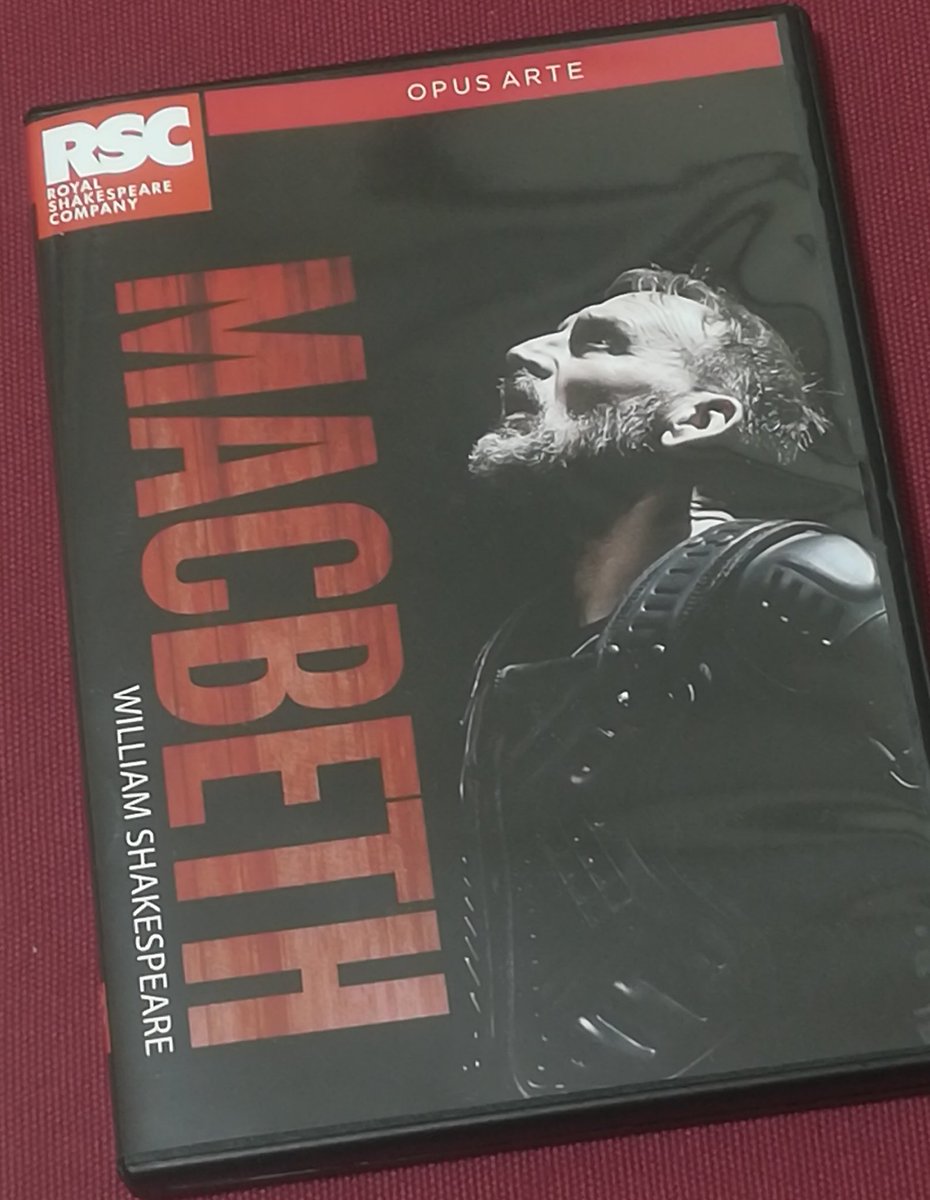 OPUS ARTE
RSC
ROYAL
SHAKESPEARE
COMPANY
MACBETH
WILLIAM SHAKESPEARE